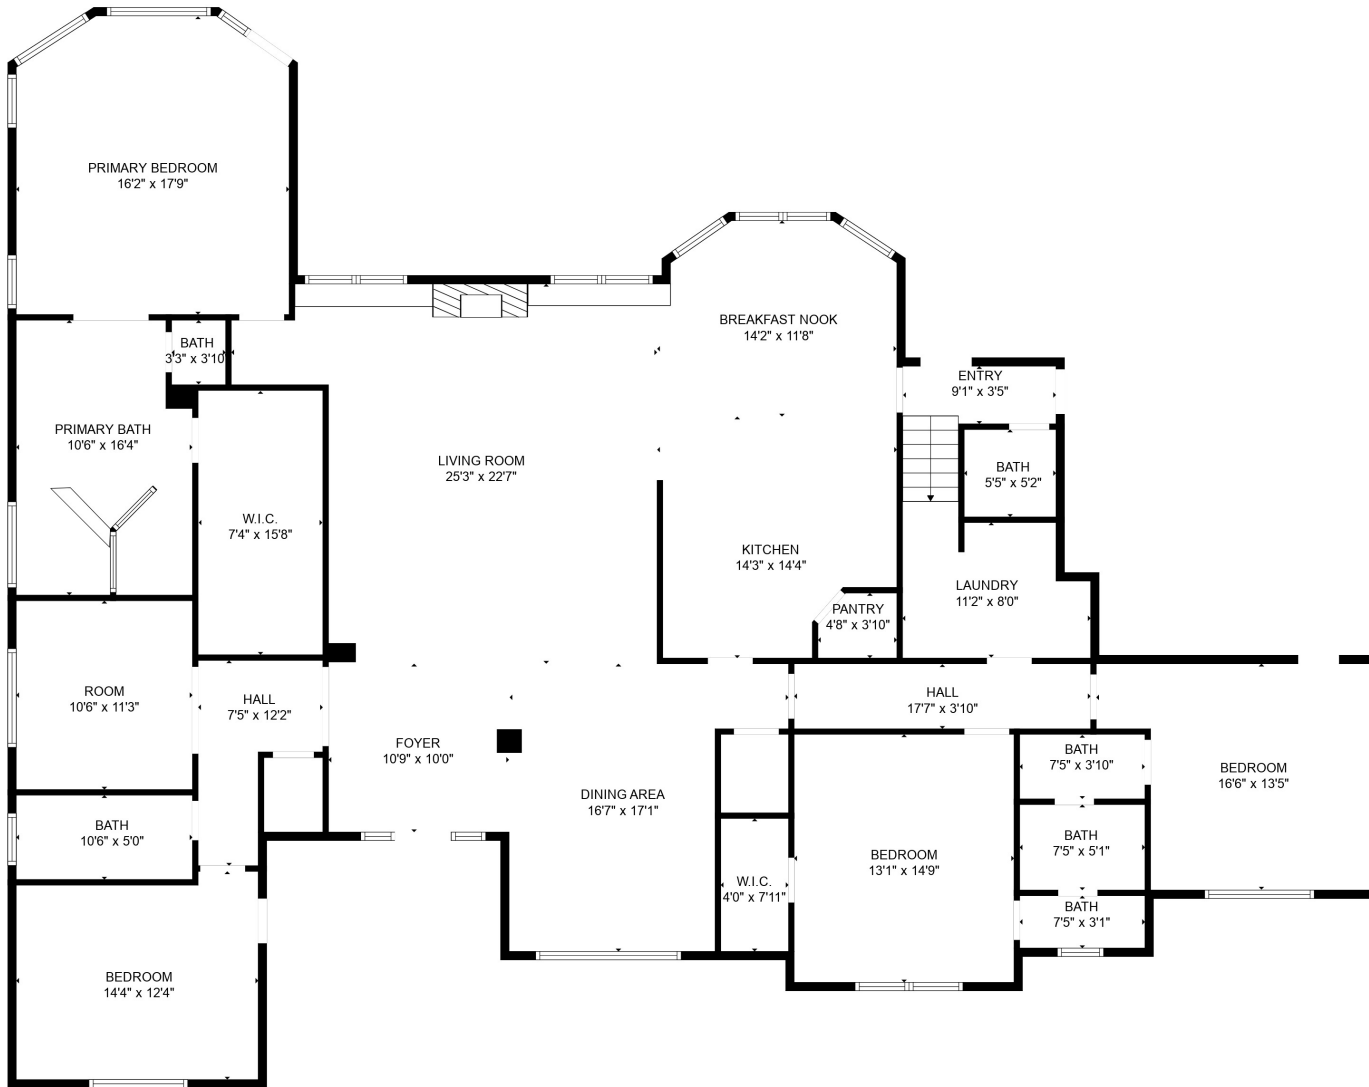 PRIMARY BEDROOM
16'2" x 17'9"
BREAKFAST NOOK
14'2" x 11'8"
BATH
3'3" x 3'10"
ENTRY
9'1" x 3'5"
PRIMARY BATH
10'6" x 16'4"
LIVING ROOM
25'3" x 22'7"
BATH
5'5" x 5'2"
W.I.C.
7'4" x 15'8"
KITCHEN
14'3" x 14'4"
LAUNDRY
11'2" x 8'0"
PANTRY
4'8" x 3'10"
ROOM
10'6" x 11'3"
HALL
7'5" x 12'2"
HALL
17'7" x 3'10"
FOYER
10'9" x 10'0"
BATH
7'5" x 3'10"
BEDROOM
16'6" x 13'5"
DINING AREA
16'7" x 17'1"
BATH
10'6" x 5'0"
BATH
7'5" x 5'1"
BEDROOM
13'1" x 14'9"
W.I.C.
4'0" x 7'11"
BATH
7'5" x 3'1"
BEDROOM
14'4" x 12'4"